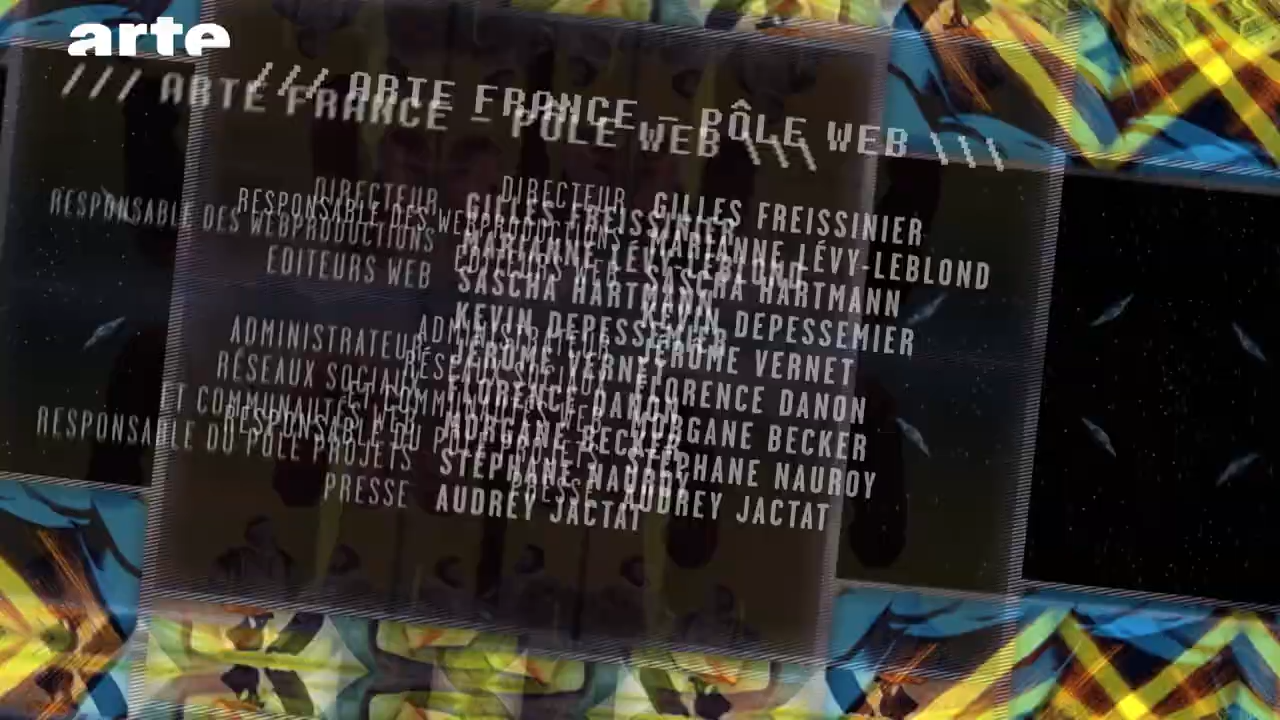 arte
/// ARTE FRANCE – PÔLE WEB \\\
DIRECTEUR GILLES FREISSINIER
RESPONSABLE DES WEBPRODUCTIONS MARIANNE LÉVY-LEBLOND
EDITEURS WEB SASCHA HARTMANN
KEVIN DEPESSEMIER
ADMINISTRATEUR JÉRÔME VERNET
RÉSEAUX SOCIAUX FLORENCE DANON
ET COMMUNAUTÉS WEB MORGANE BECKER
RESPONSABLE DU PÔLE PROJETS STÉPHANE NAUROY
PRESSE AUDREY JACTAT